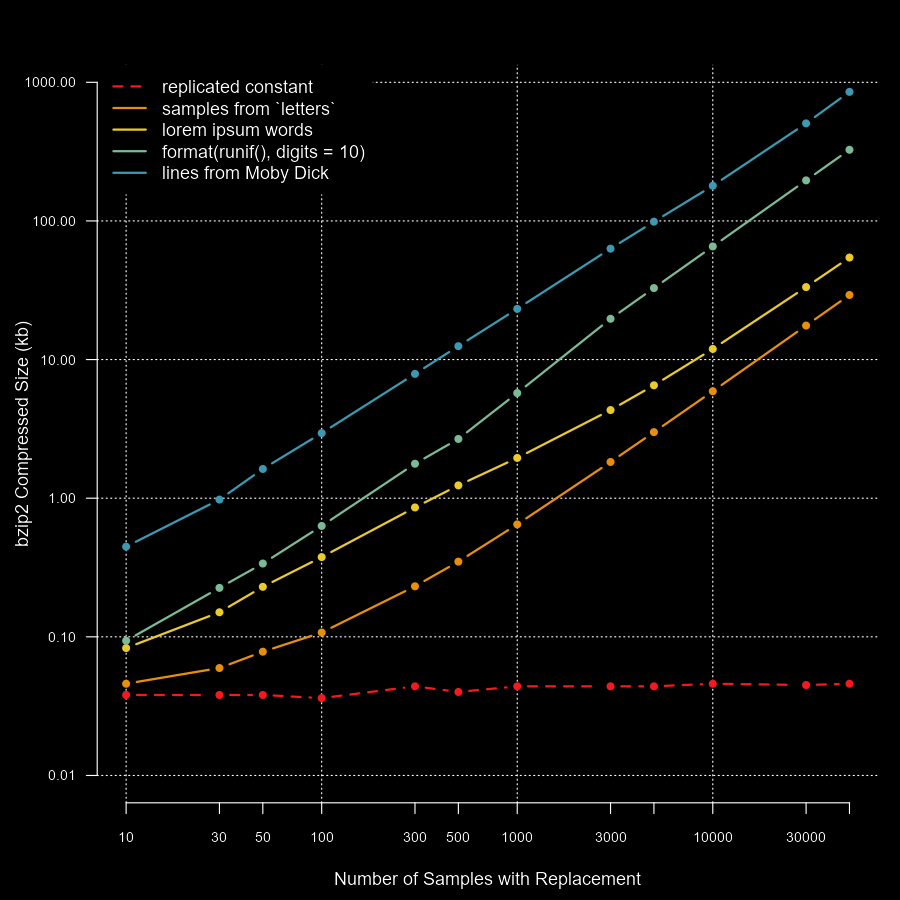 replicated constant
samples from `letters`
lorem ipsum words
format(runif(), digits = 10)
lines from Moby Dick
1000.00
100.00
10.00
1.00
0.10
0.01
bzip2 Compressed Size (kb)
10 30 50 100 300 500 1000 3000 10000 30000
Number of Samples with Replacement